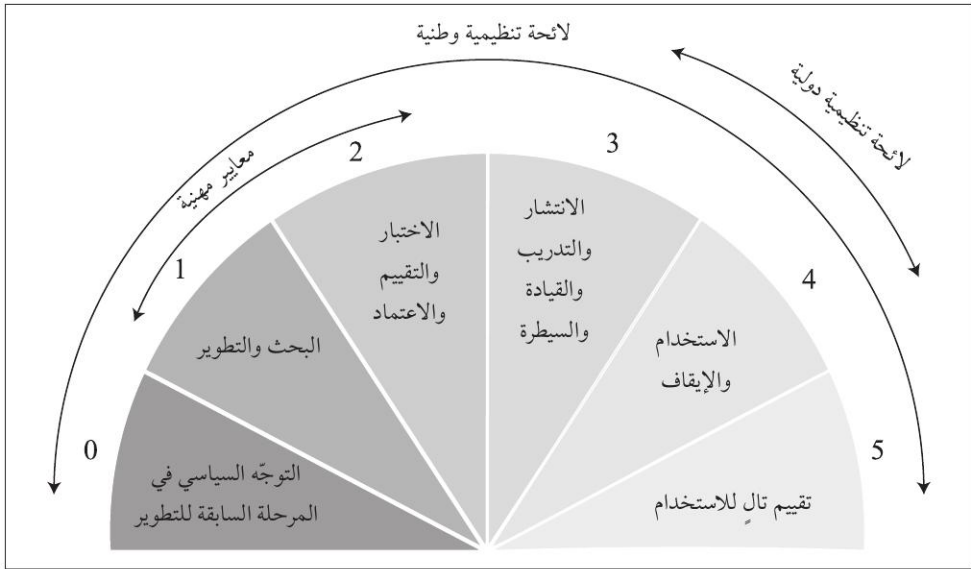 لائحة تنظيمية وطنية
لائحة تنظيمية دولية
معايير مهنية
0
التوجّه السياسي في
المرحلة السابقة للتطوير
1
البحث والتطوير
2
الاختبار
والتقييم
والاعتماد
3
الانتشار
والتدريب
والقيادة
والسيطرة
4
الاستخدام
والإيقاف
5
تقييم تالٍ للاستخدام